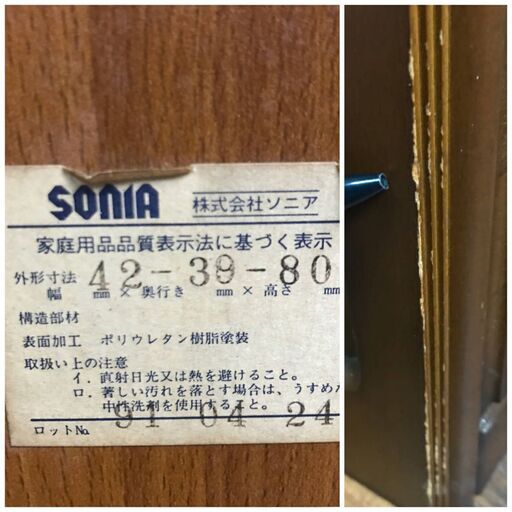 SONIA 株式会社ソニア
家庭用品品質表示法に基づく表示
外形寸法 42-39-80
幅 mm × 奥行き mm × 高さ mm
構造部材
表面加工 ポリウレタン樹脂塗装
取扱い上の注意
イ. 直射日光又は熱を避けること。
ロ. 著しい汚れを落とす場合は、うすめた
中性洗剤を使用すること。
ロットNo. 91 04 24